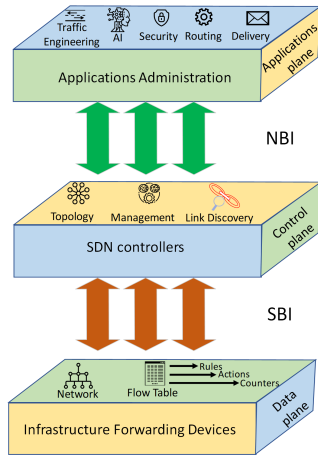 Traffic
Engineering
AI
Security
Routing
Delivery
Applications Administration
Applications
plane
NBI
Topology
Management
Link Discovery
SDN controllers
Control
plane
SBI
Network
Flow Table
Rules
Actions
Counters
Infrastructure Forwarding Devices
Data
plane